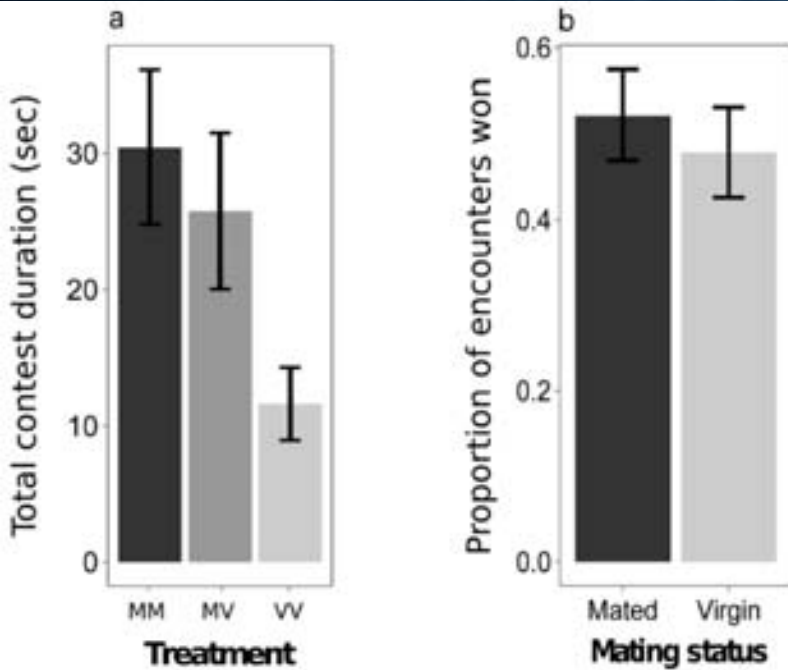 a
Total contest duration (sec)
30
20
10
0
MM
MV
VV
Treatment
b
Proportion of encounters won
0.6
0.4
0.2
0.0
Mated
Virgin
Mating status